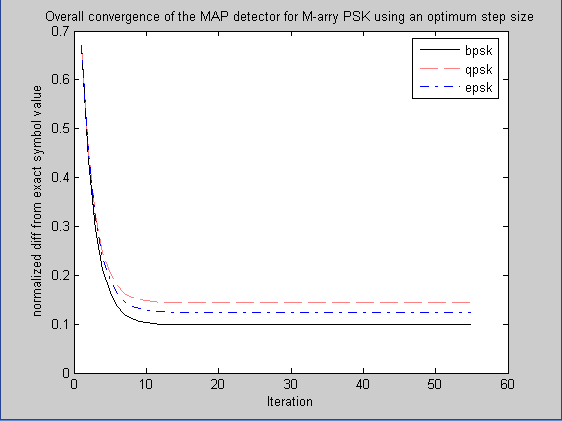 Overall convergence of the MAP detector for M-arry PSK using an optimum step size
0.7
0.6
0.5
0.4
0.3
0.2
0.1
0
normalized diff from exact symbol value
bpsk
qpsk
epsk
0 10 20 30 40 50 60
Iteration